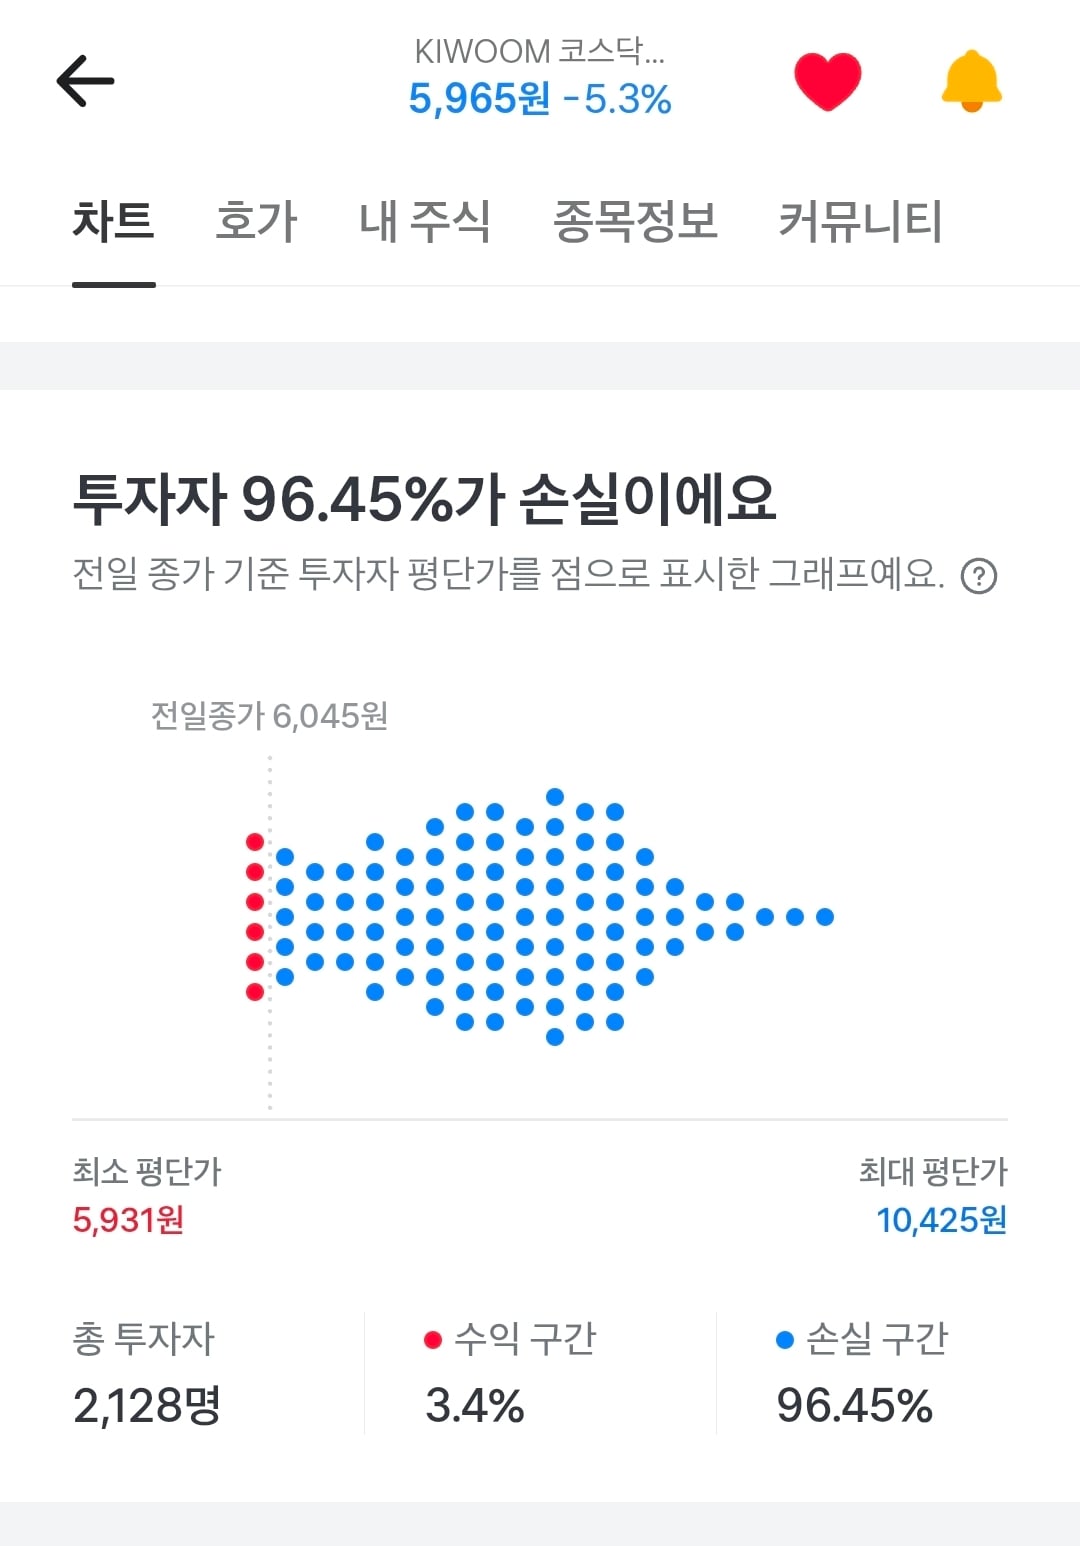 KIWOOM 코스닥...
5,965원 -5.3%
차트 호가 내 주식 종목정보 커뮤니티
투자자 96.45%가 손실이에요
전일 종가 기준 투자자 평단가를 점으로 표시한 그래프예요. ?
전일종가 6,045원
최소 평단가 최대 평단가
5,931원 10,425원
총 투자자 수익 구간 손실 구간
2,128명 3.4% 96.45%